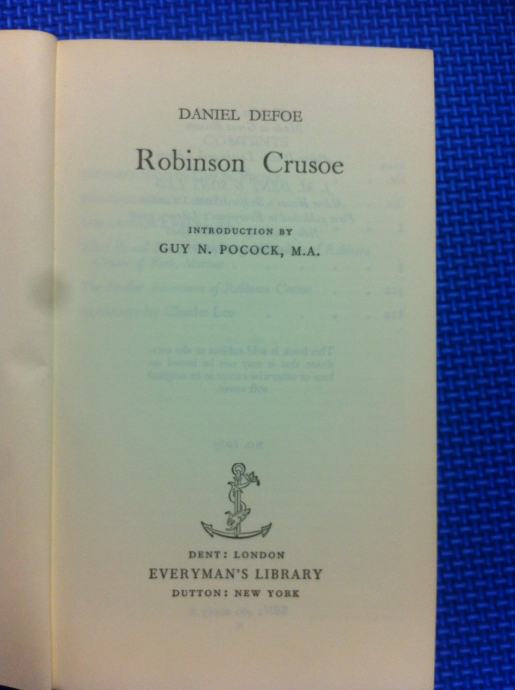 DANIEL DEFOE
Robinson Crusoe
INTRODUCTION BY
GUY N. POCOCK, M.A.
DENT: LONDON
EVERYMAN'S LIBRARY
DUTTON: NEW YORK